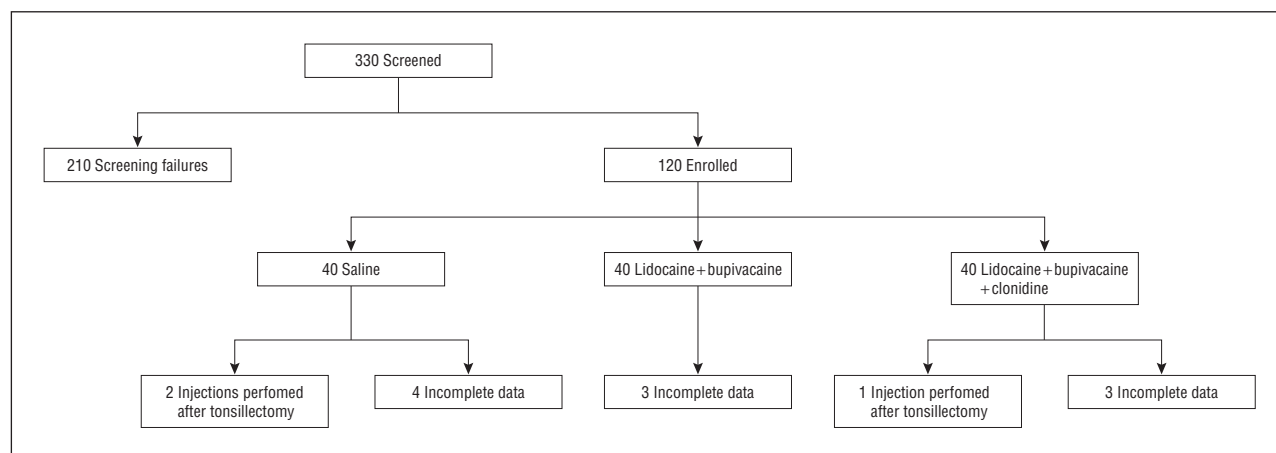 330 Screened
210 Screening failures
120 Enrolled
40 Saline
40 Lidocaine+bupivacaine
40 Lidocaine+bupivacaine
+clonidine
2 Injections perfomed
after tonsillectomy
4 Incomplete data
3 Incomplete data
1 Injection perfomed
after tonsillectomy
3 Incomplete data